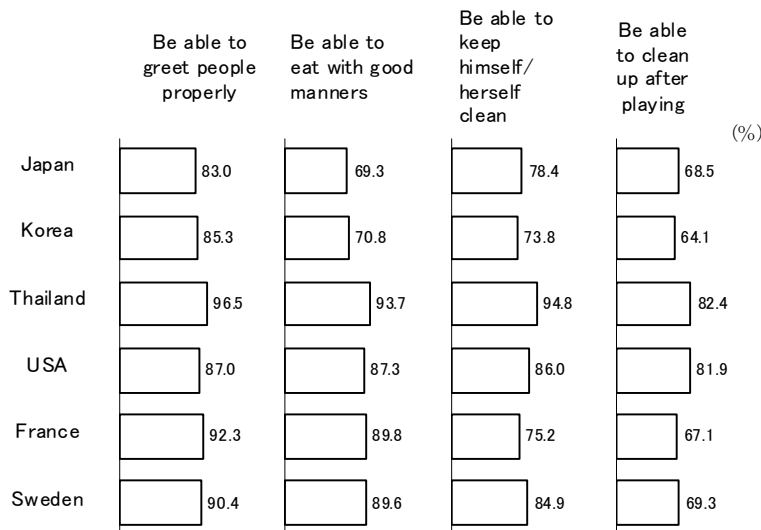 Be able to
greet people
properly
Be able to
eat with good
manners
Be able to
keep
himself/
herself
clean
Be able
to clean
up after
playing
(%)
Japan 83.0 69.3 78.4 68.5
Korea 85.3 70.8 73.8 64.1
Thailand 96.5 93.7 94.8 82.4
USA 87.0 87.3 86.0 81.9
France 92.3 89.8 75.2 67.1
Sweden 90.4 89.6 84.9 69.3